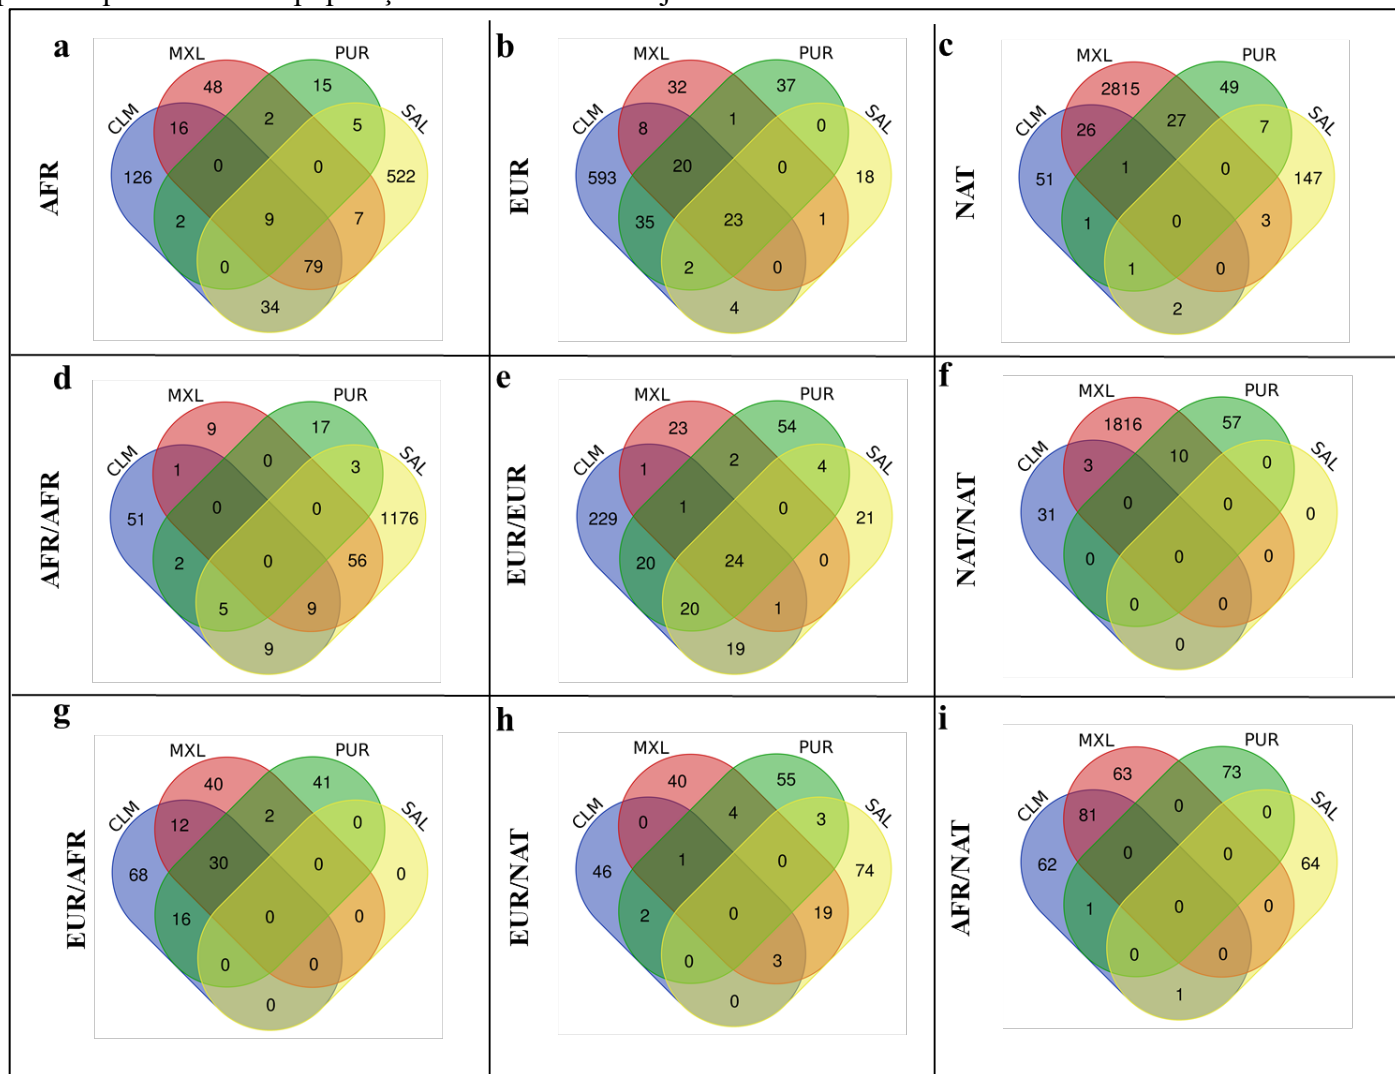 a
MXL
PUR
CLM
SAL
AFR
48
15
16
2
5
126
0
0
522
2
9
7
0
79
34
b
MXL
PUR
CLM
SAL
EUR
32
37
8
1
0
593
20
0
18
35
23
1
2
0
4
c
MXL
PUR
CLM
SAL
NAT
2815
49
26
27
7
51
1
0
147
1
0
3
1
0
2
d
MXL
PUR
CLM
SAL
AFR/AFR
9
17
1
0
3
51
0
0
1176
2
0
56
5
9
9
e
MXL
PUR
CLM
SAL
EUR/EUR
23
54
1
2
4
229
1
0
21
20
24
0
20
1
19
f
MXL
PUR
CLM
SAL
NAT/NAT
1816
57
3
10
0
31
0
0
0
0
0
0
0
0
0
g
MXL
PUR
CLM
SAL
EUR/AFR
40
41
12
2
0
68
30
0
0
16
0
0
0
0
0
h
MXL
PUR
CLM
SAL
EUR/NAT
40
55
0
4
3
46
1
0
74
2
0
19
0
3
0
i
MXL
PUR
CLM
SAL
AFR/NAT
63
73
81
0
0
62
0
0
64
1
0
0
0
0
1